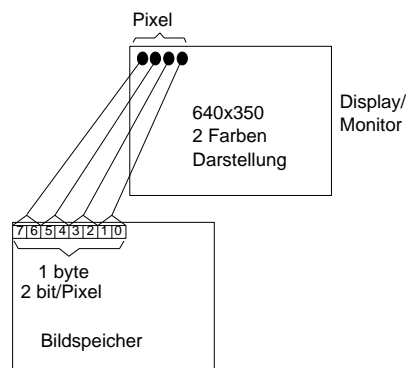 Pixel
640x350
2 Farben
Darstellung
Display/
Monitor
7 6 5 4 3 2 1 0
1 byte
2 bit/Pixel
Bildspeicher